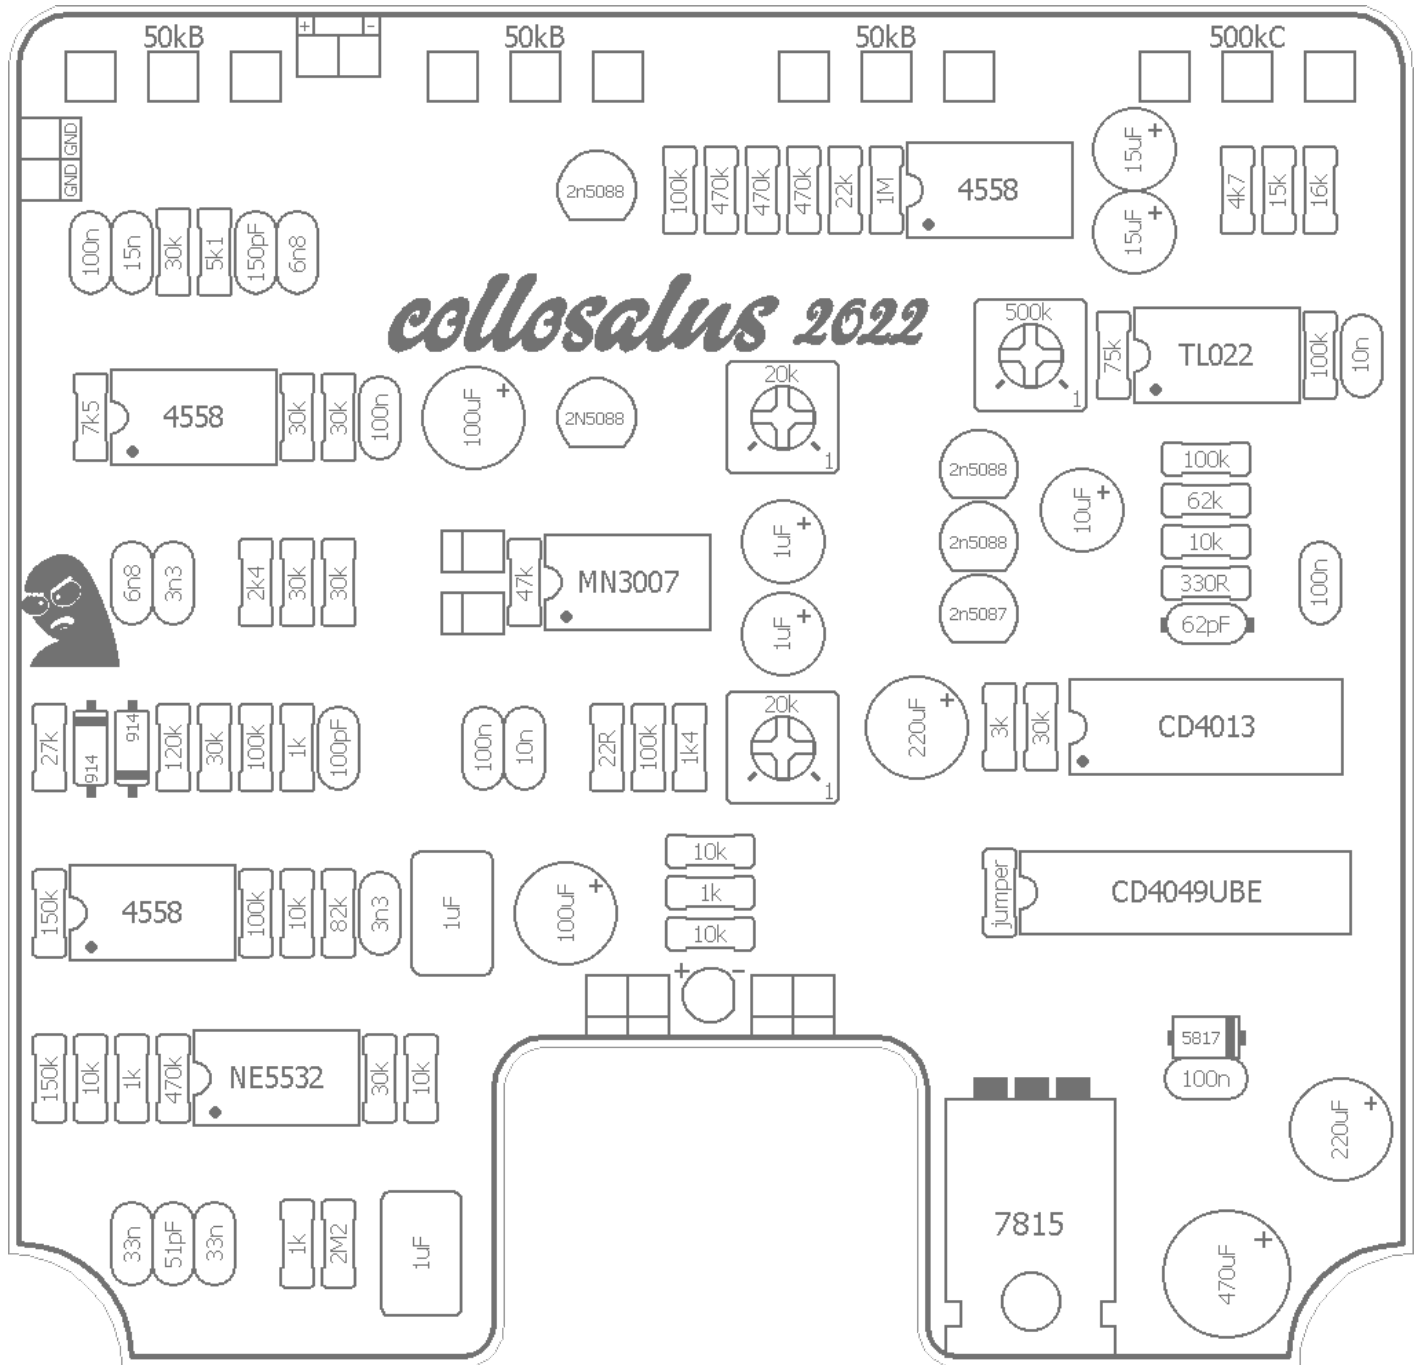 50kB
+ -
50kB
50kB
500kC
GND
GND
2n5088
100k
470k
470k
470k
22k
1M
4558
15uF
+
15uF
+
4k7
15k
16k
100n
15n
30k
5k1
150pF
6n8
collosalus 2622
500k
1
75k
TL022
100k
10n
7k5
4558
30k
30k
100n
100uF
+
2N5088
20k
1
2n5088
10uF
+
100k
62k
10k
330R
62pF
100n
6n8
3n3
2k4
30k
30k
47k
MN3007
1uF
+
1uF
+
2n5088
2n5087
27k
914
914
120k
30k
100k
1k
100pF
100n
10n
22R
100k
1k4
20k
1
220uF
+
3k
30k
CD4013
150k
4558
100k
10k
82k
3n3
1uF
100uF
+
10k
1k
10k
+ -
jumper
CD4049UBE
150k
10k
1k
470k
NE5532
30k
10k
5817
100n
220uF
+
33n
51pF
33n
1k
2M2
1uF
7815
470uF
+